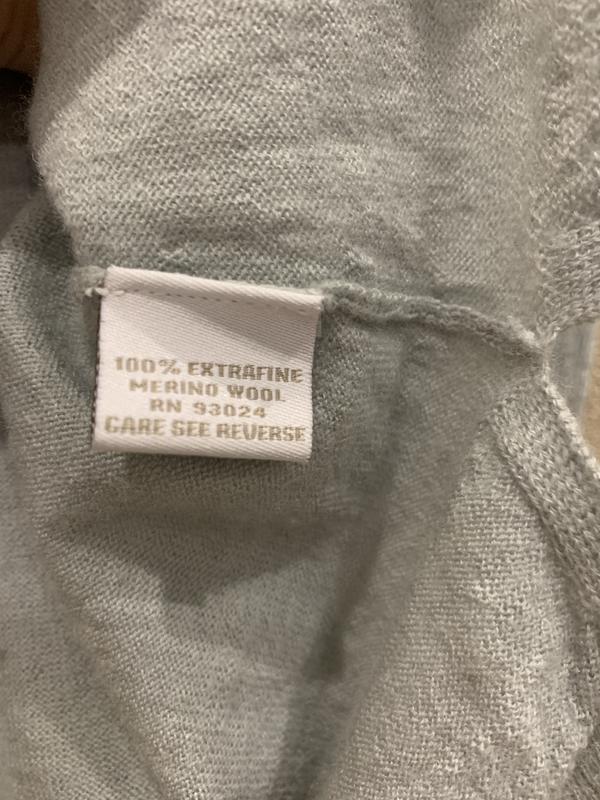 100% EXTRAFINE
MERINO WOOL
RN 93024
CARE SEE REVERSE